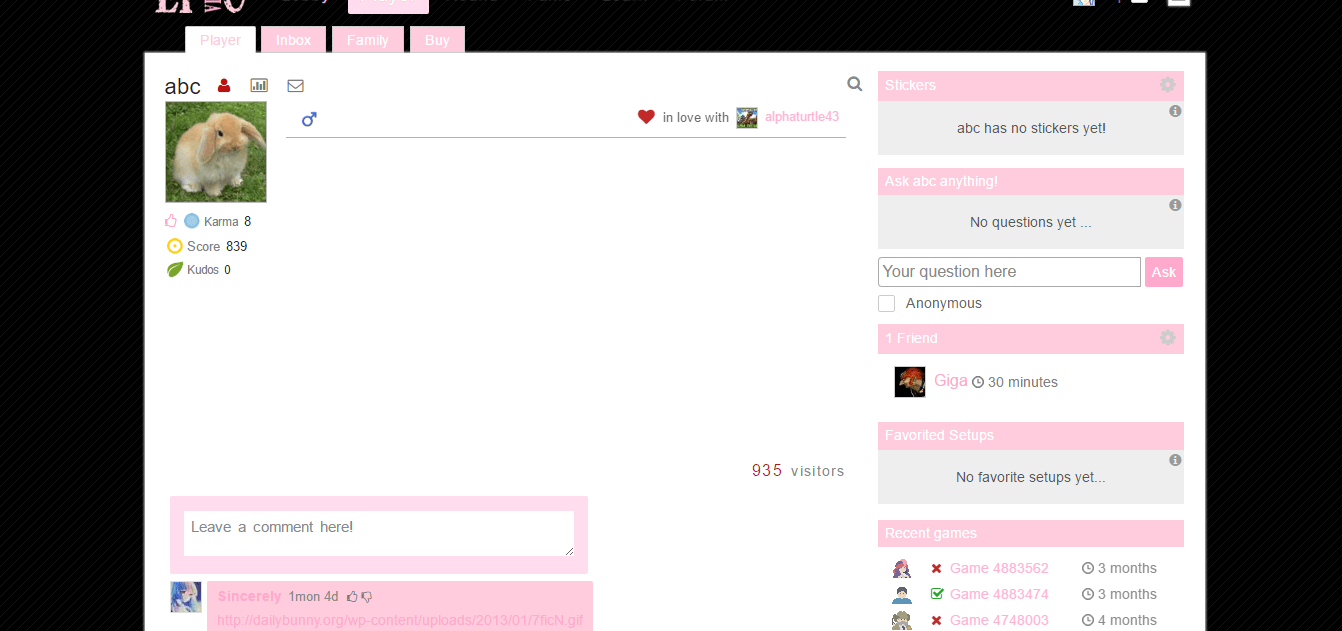 Player Inbox Family Buy
abc
in love with alphaturtle43
Karma 8
Score 839
Kudos 0
935 visitors
Leave a comment here!
Sincerely 1mon 4d
http://dailybunny.org/wp-content/uploads/2013/01/7ficN.gif
Stickers
abc has no stickers yet!
Ask abc anything!
No questions yet ...
Your question here Ask
Anonymous
1 Friend
Giga 30 minutes
Favorited Setups
No favorite setups yet...
Recent games
Game 4883562 3 months
Game 4883474 3 months
Game 4748003 4 months